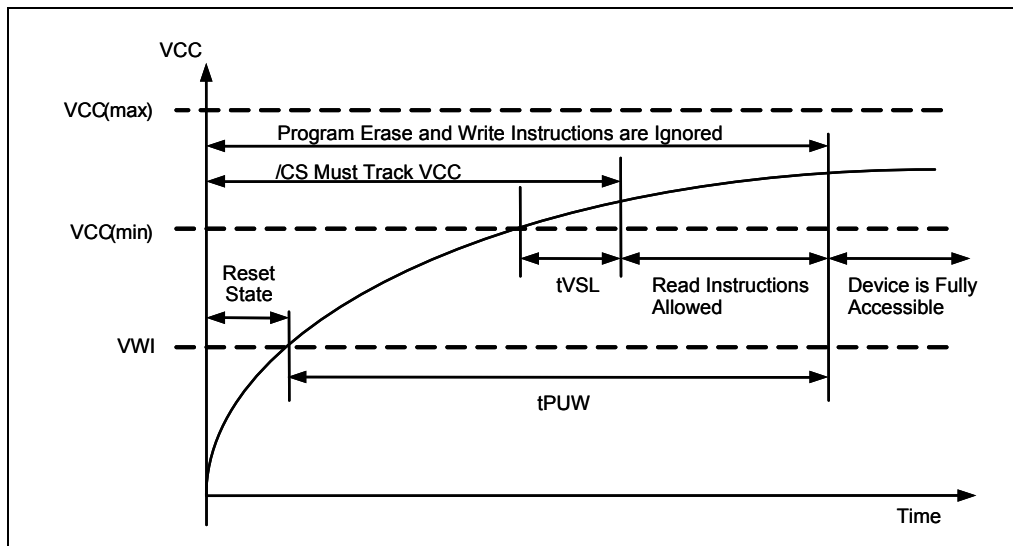 VCC
VCC(max)
Program Erase and Write Instructions are Ignored
/CS Must Track VCC
VCC(min)
Reset
State
tVSL
Read Instructions
Allowed
Device is Fully
Accessible
VWI
tPUW
Time